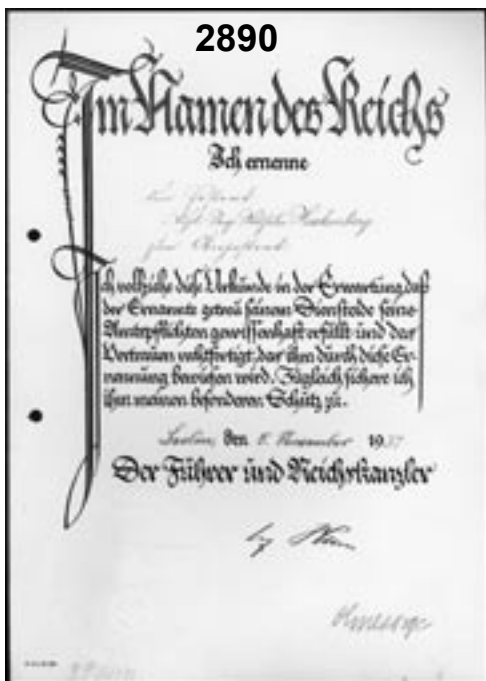 2890
Im Namen des Reichs
Ich ernenne
zum
Ich vollziehe diese Urkunde in der Erwartung, daß
der Ernannte getreu seinem Diensteide seine
Amtspflichten gewissenhaft erfüllt und das
Vertrauen rechtfertigt, das ihm durch diese Er-
nennung bewiesen wird. Zugleich sichere ich
ihm meinen besonderen Schutz zu.
Berlin, den 8. November 1937
Der Führer und Reichskanzler